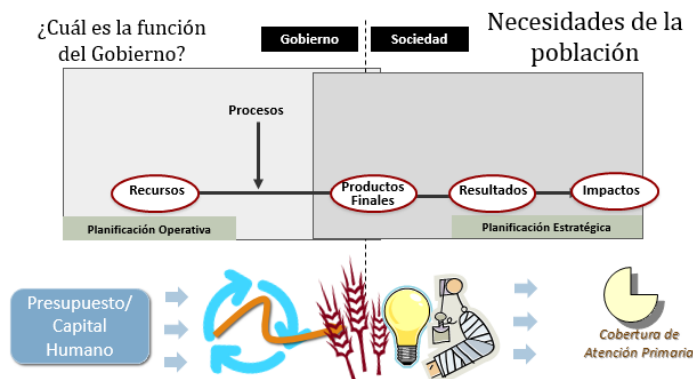 ¿Cuál es la función
del Gobierno?
Gobierno
Sociedad
Necesidades de la
población
Procesos
Recursos
Productos
Finales
Resultados
Impactos
Planificación Operativa
Planificación Estratégica
Presupuesto/
Capital
Humano
Cobertura de
Atención Primaria